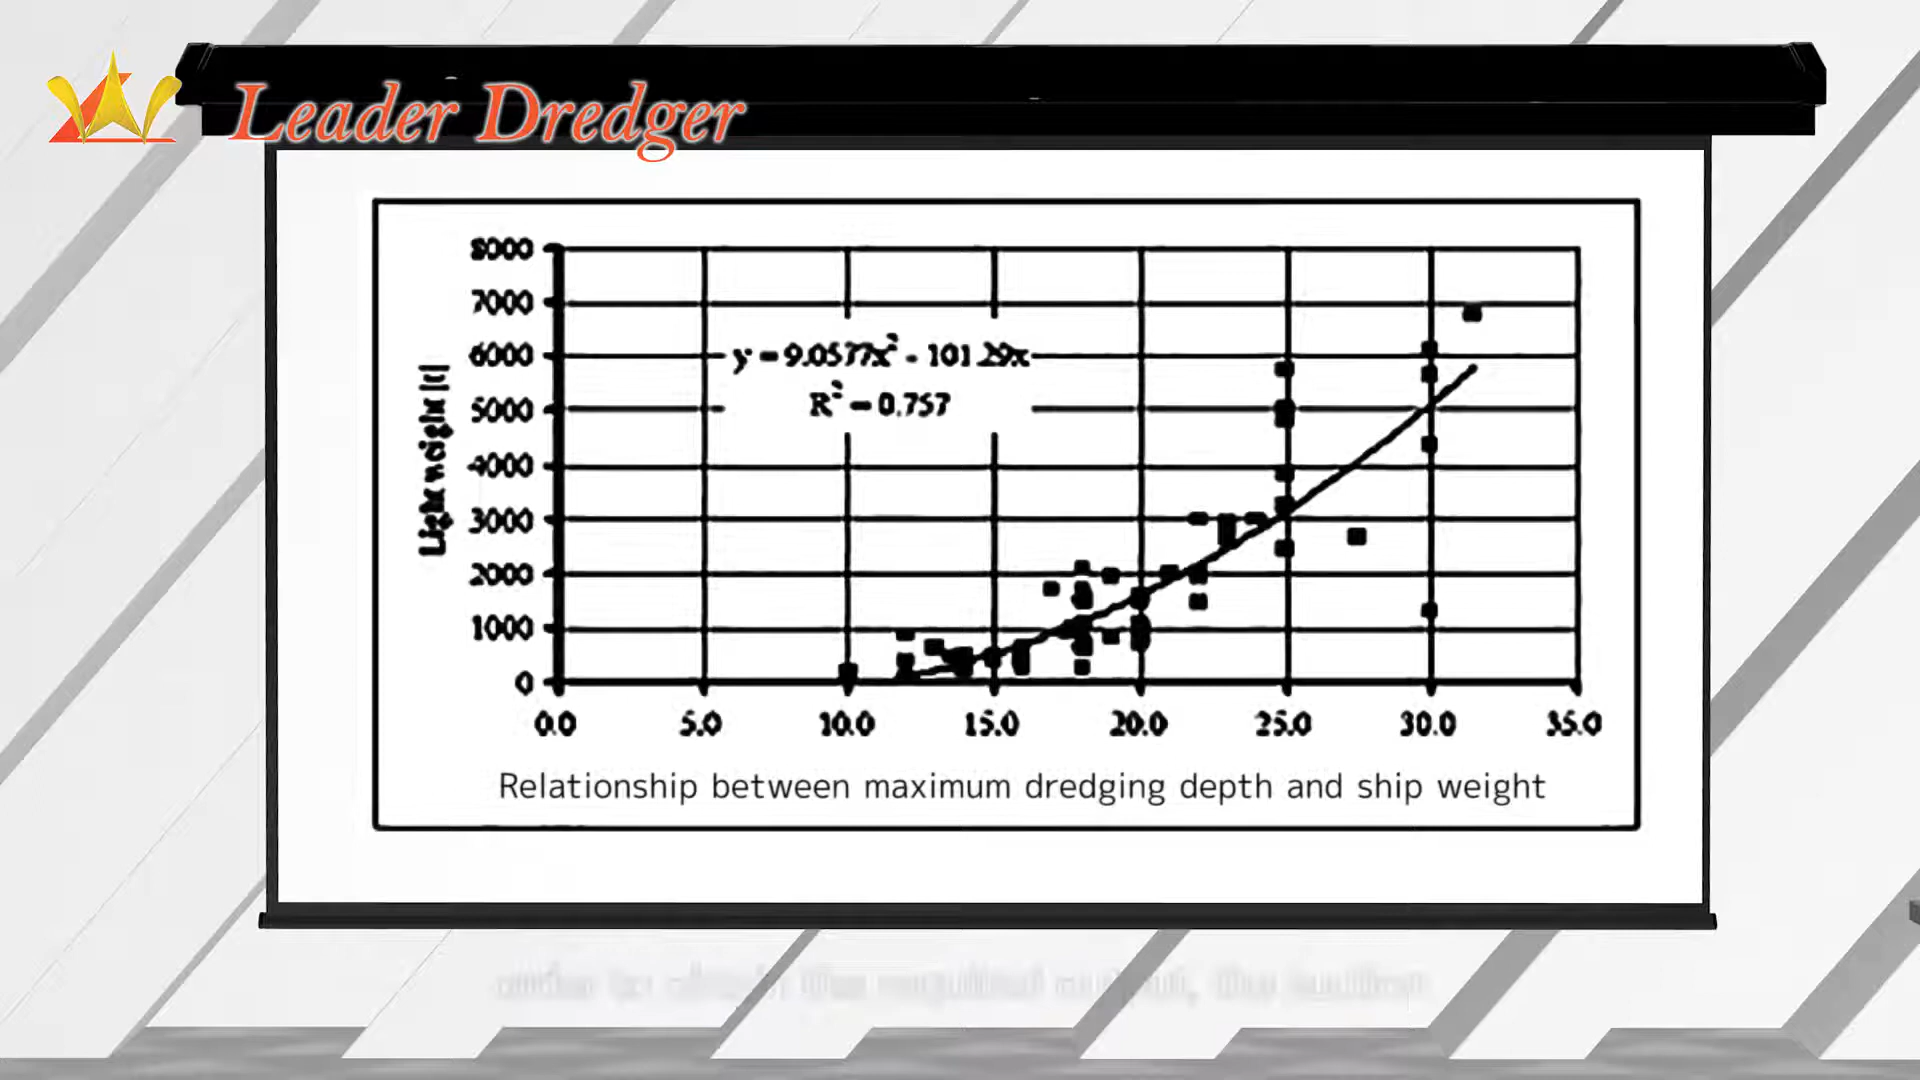 Leader Dredger
8000
7000
6000
5000
4000
3000
2000
1000
0
Light weight [t]
y = 9.0577x² - 101.29x
R² = 0.757
0.0 5.0 10.0 15.0 20.0 25.0 30.0 35.0
Relationship between maximum dredging depth and ship weight